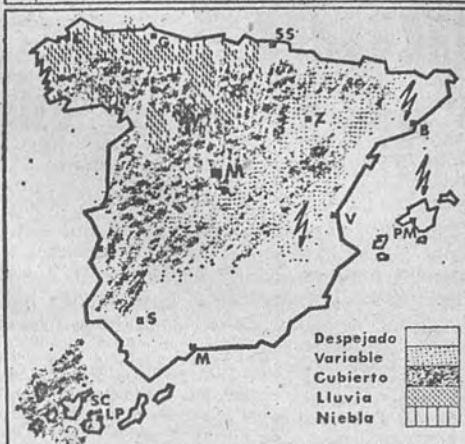 G
SS
Z
B
M
V
PM
S
M
SC
LP
Despejado
Variable
Cubierto
Lluvia
Niebla